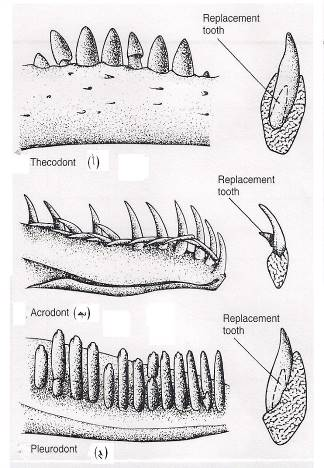 Replacement
tooth
Thecodont (أ)
Replacement
tooth
Acrodont (ب)
Replacement
tooth
Pleurodont (ج)